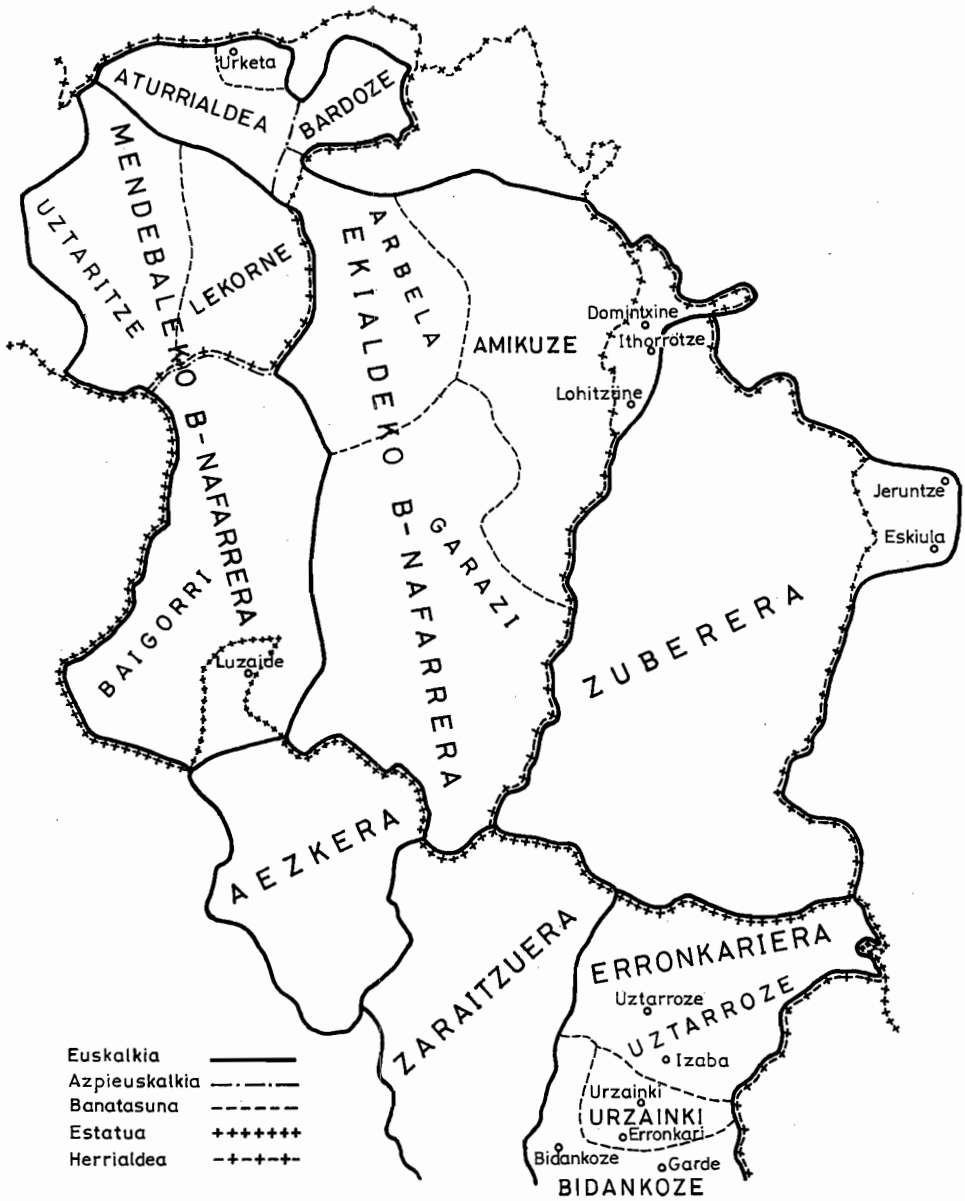 Urketa
ATURRIALDEA
BARDOZE
MENDEBALEKO B-NAFARRERA
UZTARITZE
LEKORNE
ARBELA
EKIALDEKO B-NAFARRERA
AMIKUZE
Domintxine
Ithorrotze
Lohitzüne
Jeruntze
Eskiula
GARAZI
BAIGORRI
Luzaide
ZUBERERA
AEZKERA
ZARAITZUERA
ERRONKARIERA
Uztarroze
UZTARROZE
Izaba
Urzainki
URZAINKI
Erronkari
Bidankoze
Garde
BIDANKOZE
Euskalkia
Azpieuskalkia
Banatasuna
Estatua
Herrialdea